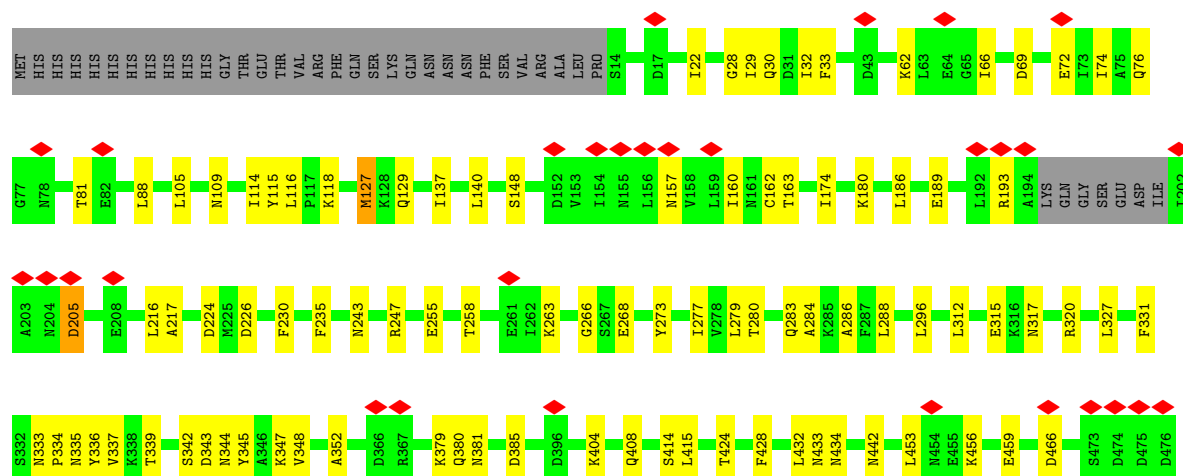 MET HIS HIS HIS HIS HIS HIS HIS HIS HIS HIS GLY THR GLU THR VAL ARG PHE GLN SER LYS GLN ASN ASN ASN PHE SER VAL ARG ALA LEU PRO S14 D17 I22 G28 I29 Q30 D31 I32 F33 D43 K62 L63 E64 G65 I66 D69 E72 I73 I74 A75 Q76
G77 N78 T81 E82 L88 L105 N109 I114 Y115 L116 P117 K118 M127 K128 Q129 I137 L140 S148 D152 V153 I154 N155 L156 N157 V158 L159 I160 N161 C162 T163 I174 K180 L186 E189 L192 R193 A194 LYS GLN GLY SER GLU ASP ILE I202
A203 N204 D205 E208 L216 A217 D224 M225 D226 F230 F235 N243 R247 E255 T258 E261 I262 K263 G266 S267 E268 Y273 I277 V278 L279 T280 Q283 A284 K285 A286 F287 L288 L296 L312 E315 K316 N317 R320 L327 F331
S332 N333 P334 N335 Y336 V337 K338 T339 S342 D343 N344 Y345 A346 K347 V348 A352 D366 R367 K379 Q380 N381 D385 D396 K404 Q408 S414 L415 T424 F428 L432 N433 N434 N442 L453 N454 E455 K456 E459 D466 S473 D474 D475 D476